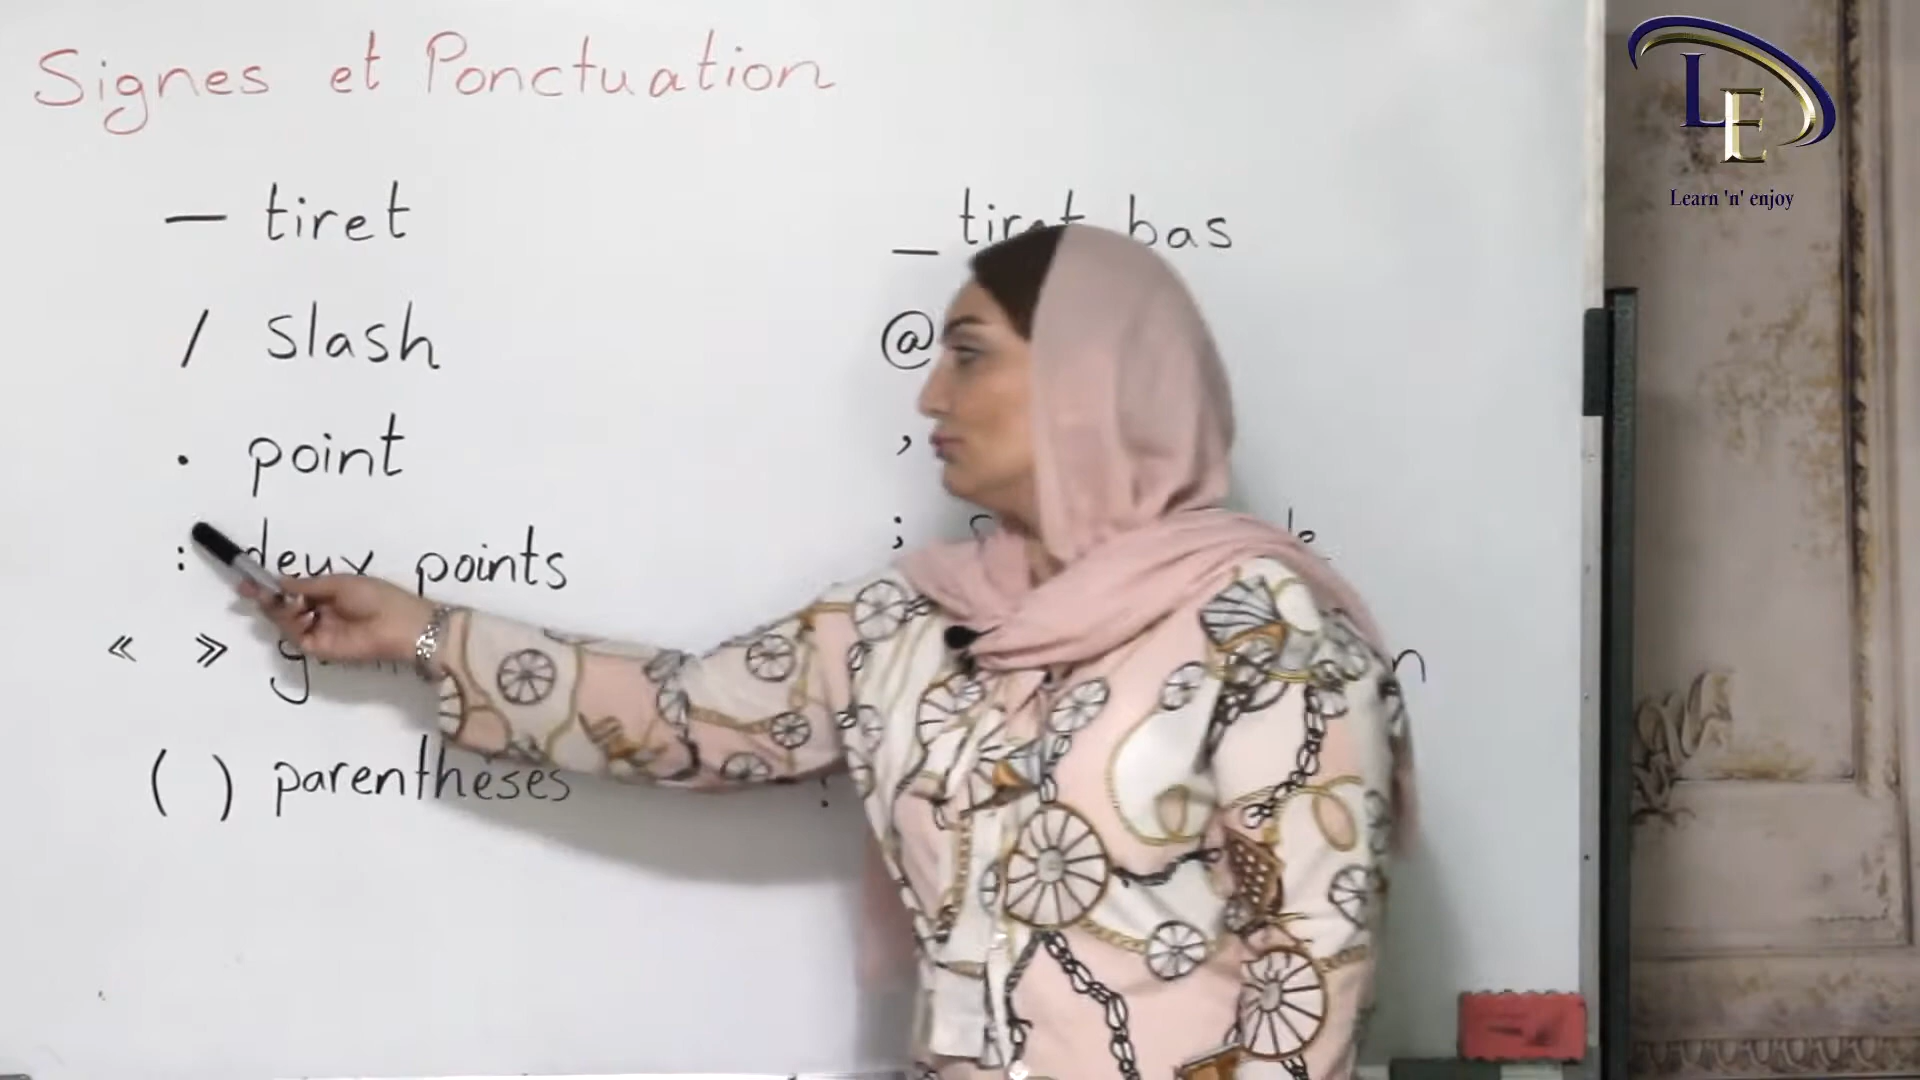 Signes et Ponctuation
— tiret
/ slash
. point
: deux points
« »
( ) parenthèses
_ tiret bas
@
,
;
LE
Learn 'n' enjoy